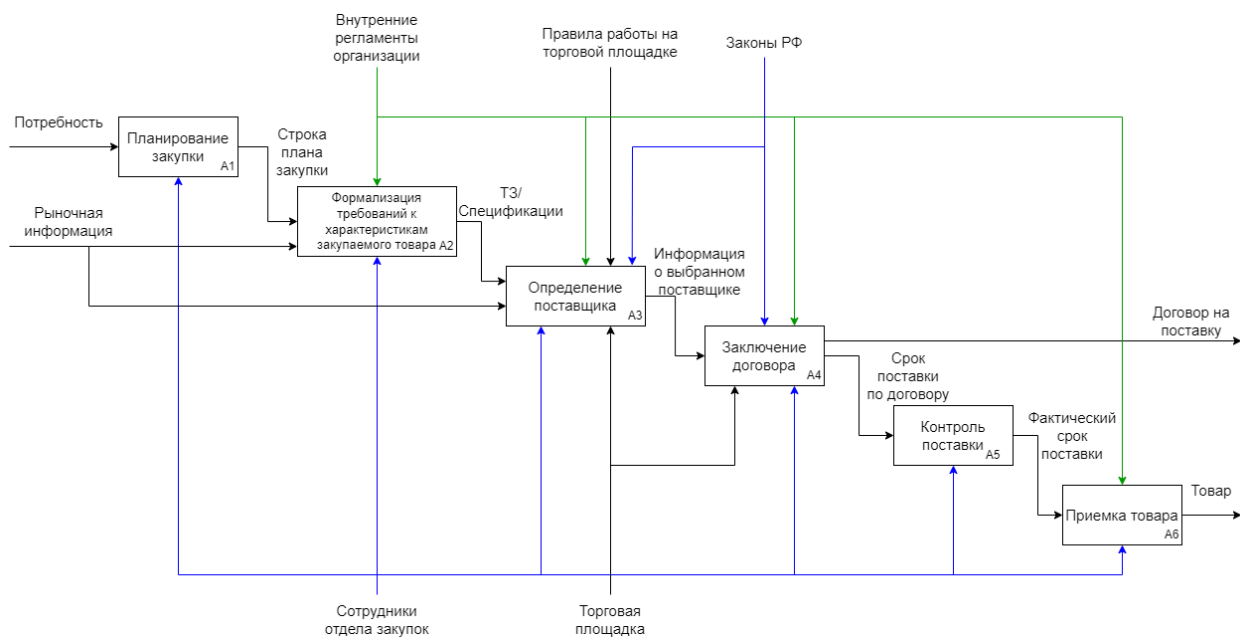 Внутренние
регламенты
организации
Правила работы на
торговой площадке
Законы РФ
Потребность
Планирование
закупки
A1
Строка
плана
закупки
Рыночная
информация
Формализация
требований к
характеристикам
закупаемого товара A2
ТЗ/
Спецификации
Определение
поставщика
A3
Информация
о выбранном
поставщике
Заключение
договора
A4
Договор на
поставку
Срок
поставки
по договору
Контроль
поставки
A5
Фактический
срок
поставки
Приемка товара
A6
Товар
Сотрудники
отдела закупок
Торговая
площадка